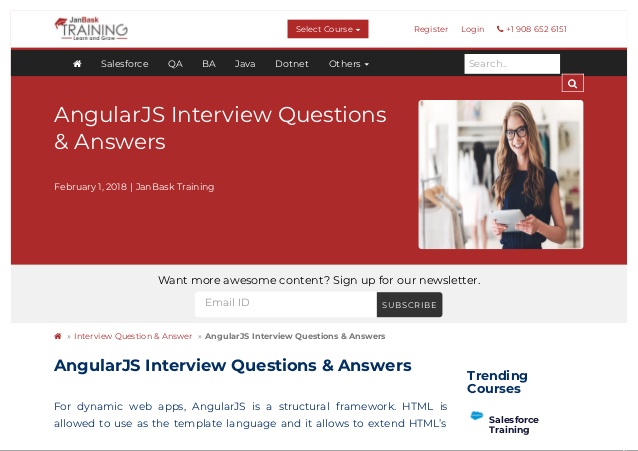 JanBask
TRAINING
Learn and Grow
Select Course
Register Login +1 908 652 6151
Salesforce QA BA Java Dotnet Others
Search..
AngularJS Interview Questions
& Answers
February 1, 2018 | JanBask Training
Want more awesome content? Sign up for our newsletter.
Email ID
SUBSCRIBE
» Interview Question & Answer » AngularJS Interview Questions & Answers
AngularJS Interview Questions & Answers
For dynamic web apps, AngularJS is a structural framework. HTML is
allowed to use as the template language and it allows to extend HTML's
Trending
Courses
Salesforce
Training